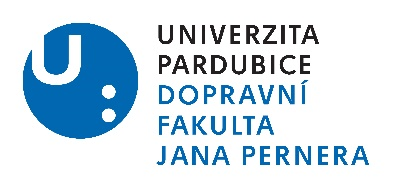 U:
UNIVERZITA
PARDUBICE
DOPRAVNÍ
FAKULTA
JANA PERNERA